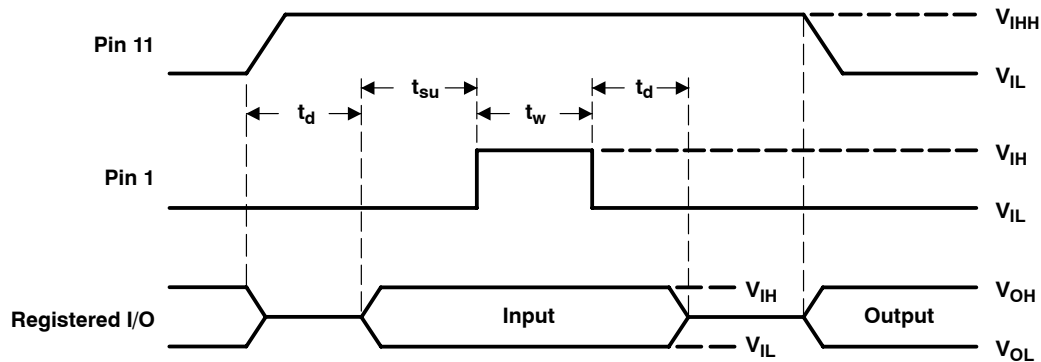 V_IHH
Pin 11
V_IL
t_su
t_d
t_d
t_w
V_IH
Pin 1
V_IL
V_IH
V_OH
Registered I/O
Input
Output
V_IL
V_OL